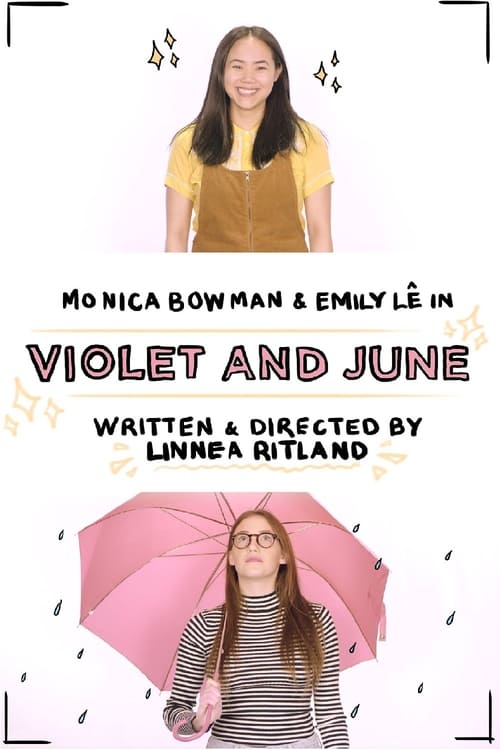 MONICA BOWMAN & EMILY LÊ IN
VIOLET AND JUNE
WRITTEN & DIRECTED BY
LINNEA RITLAND